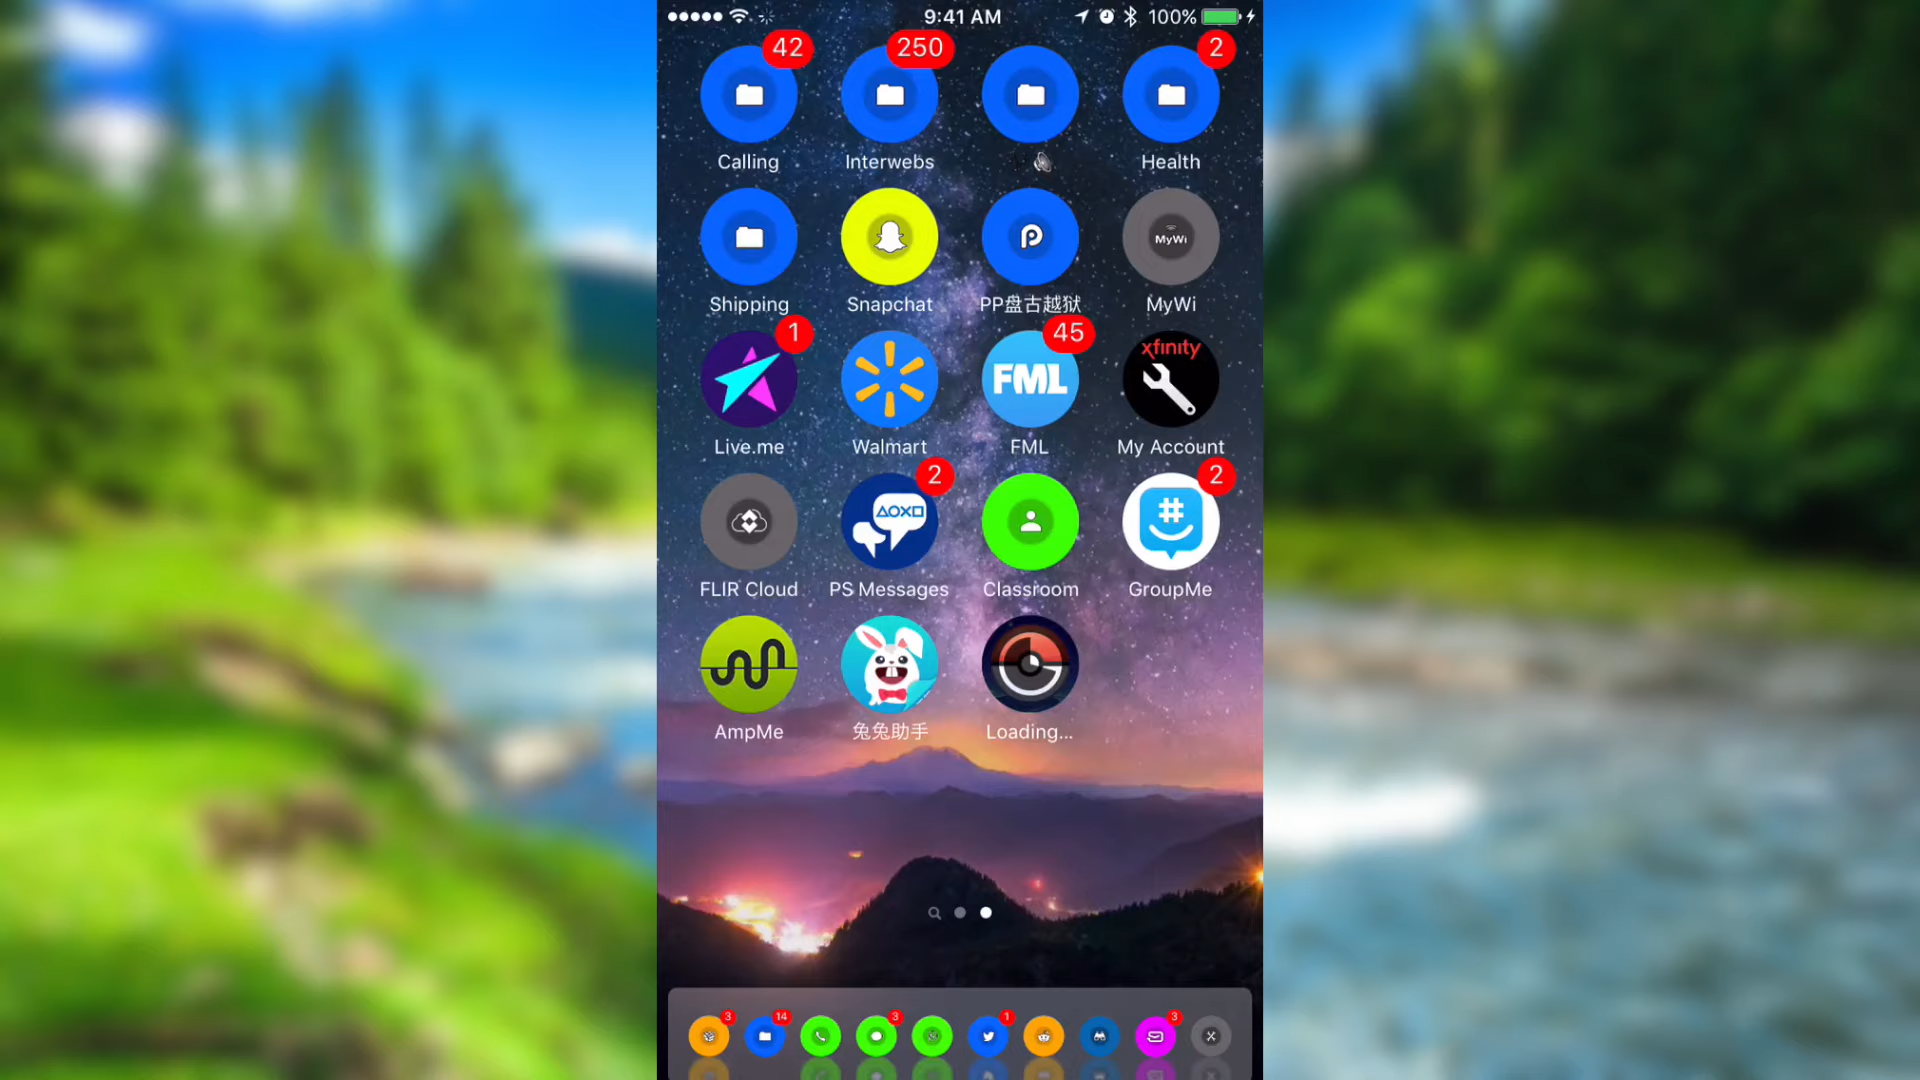 9:41 AM 100%
42 250 2
Calling Interwebs Health
MyWi
Shipping Snapchat PP盘古越狱 MyWi
1 45
FML xfinity
Live.me Walmart FML My Account
2 2
#
FLIR Cloud PS Messages Classroom GroupMe
AmpMe 兔兔助手 Loading...
3 14 3 1 3